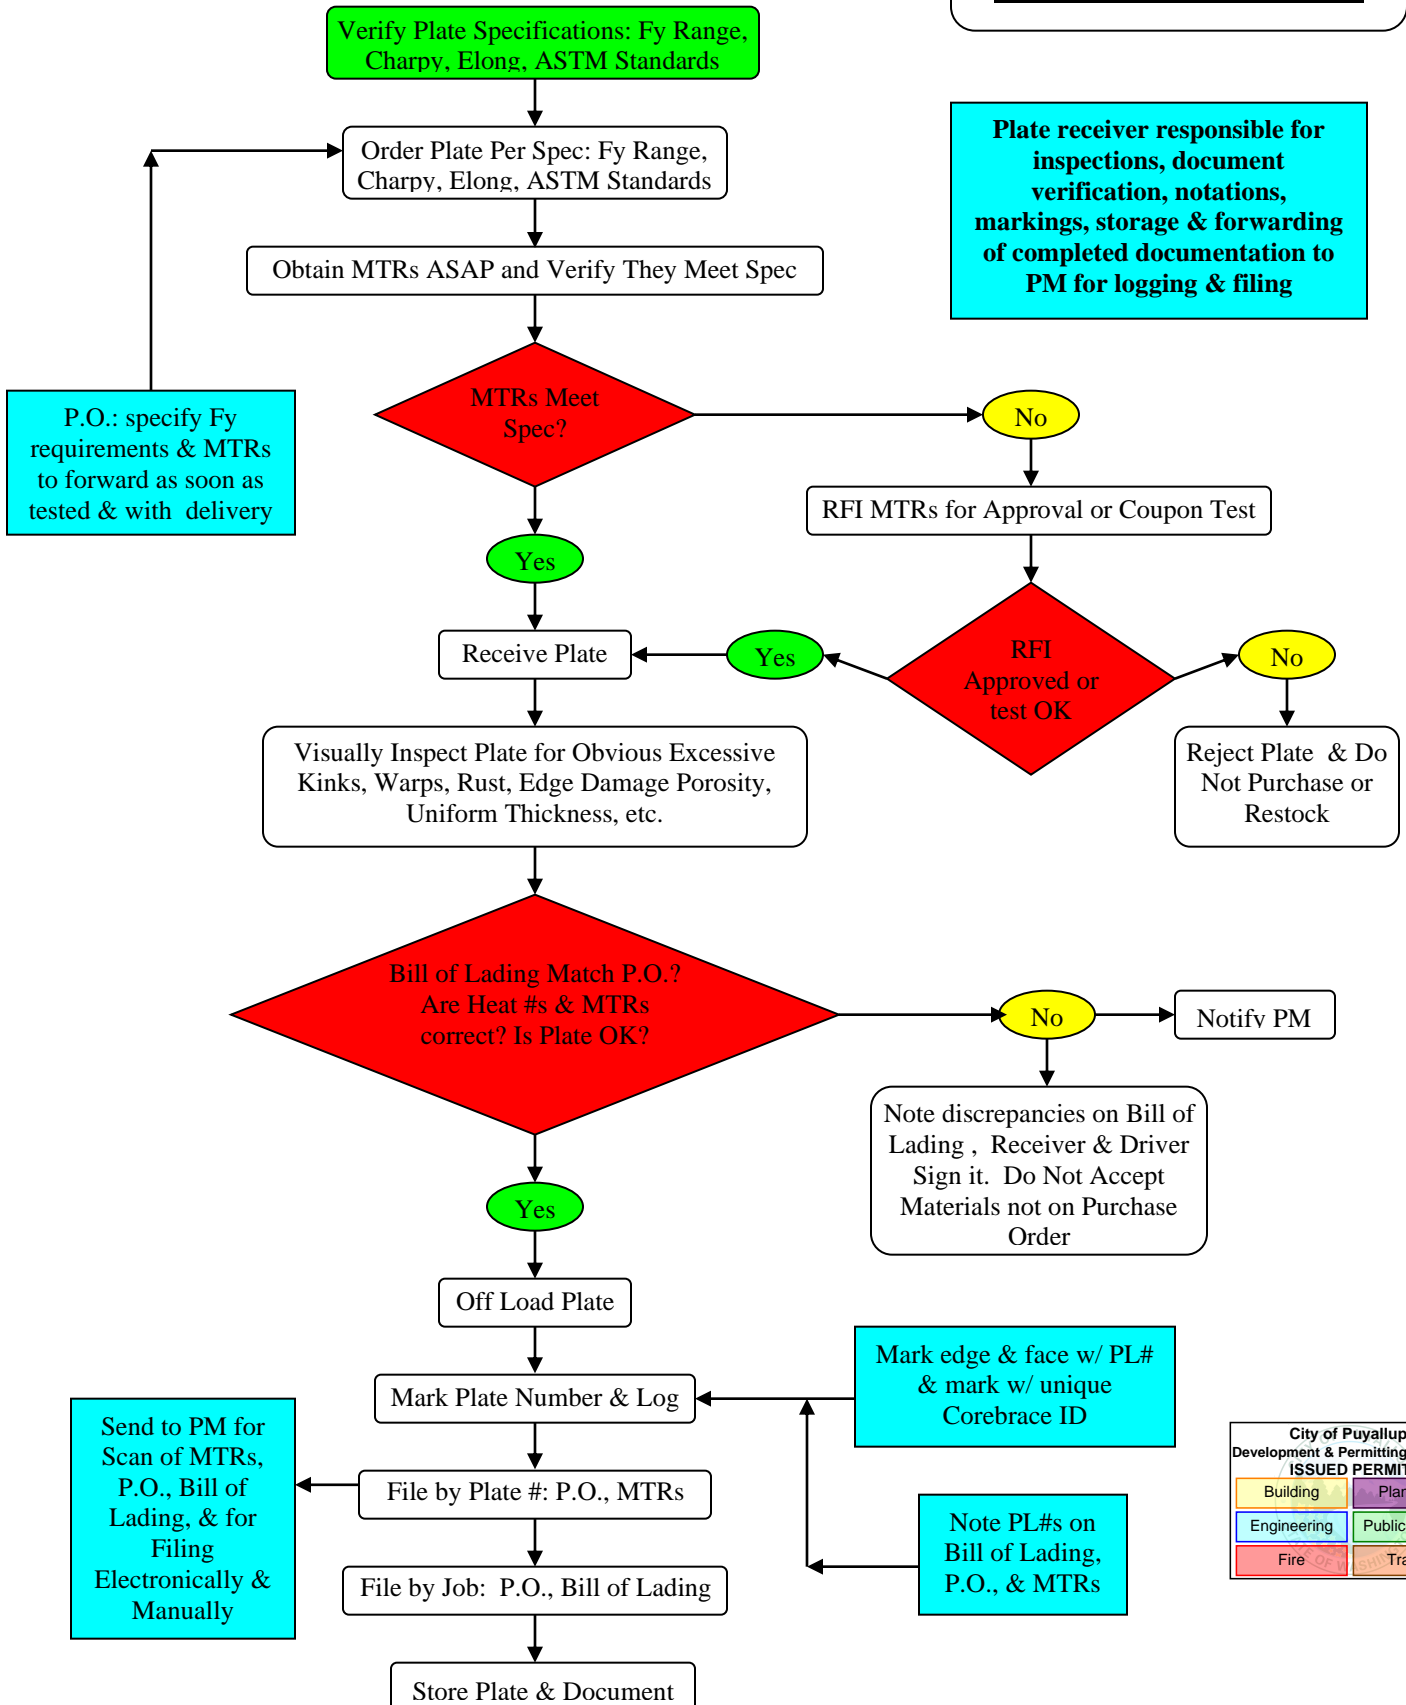 Verify Plate Specifications: Fy Range,
Charpy, Elong, ASTM Standards
Order Plate Per Spec: Fy Range,
Charpy, Elong, ASTM Standards
Plate receiver responsible for
inspections, document
verification, notations,
markings, storage & forwarding
of completed documentation to
PM for logging & filing
Obtain MTRs ASAP and Verify They Meet Spec
P.O.: specify Fy
requirements & MTRs
to forward as soon as
tested & with delivery
MTRs Meet
Spec?
No
RFI MTRs for Approval or Coupon Test
Yes
Receive Plate
Yes
RFI
Approved or
test OK
No
Reject Plate & Do
Not Purchase or
Restock
Visually Inspect Plate for Obvious Excessive
Kinks, Warps, Rust, Edge Damage Porosity,
Uniform Thickness, etc.
Bill of Lading Match P.O.?
Are Heat #s & MTRs
correct? Is Plate OK?
No
Notify PM
Note discrepancies on Bill of
Lading , Receiver & Driver
Sign it. Do Not Accept
Materials not on Purchase
Order
Yes
Off Load Plate
Mark Plate Number & Log
Mark edge & face w/ PL#
& mark w/ unique
Corebrace ID
Send to PM for
Scan of MTRs,
P.O., Bill of
Lading, & for
Filing
Electronically &
Manually
File by Plate #: P.O., MTRs
Note PL#s on
Bill of Lading,
P.O., & MTRs
File by Job: P.O., Bill of Lading
Store Plate & Document
City of Puyallup
Development & Permitting
ISSUED PERMIT
Building
Engineering
Public
Fire